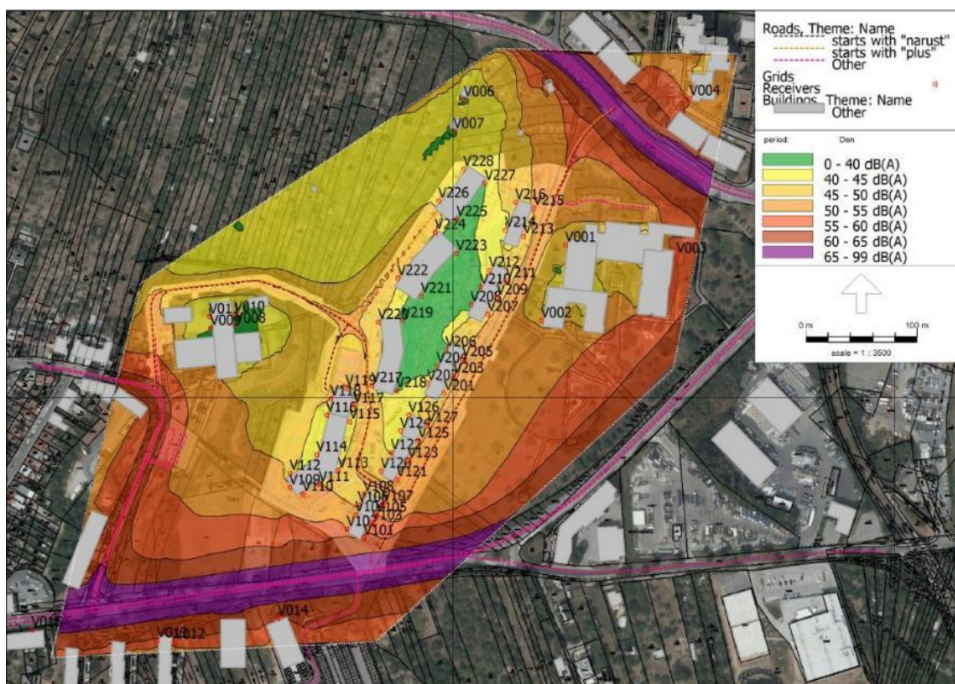 Roads, Theme: Name
starts with "narust"
starts with "plus"
Other
Grids
Receivers
Buildings, Theme: Name
Other
period:
Den
0 - 40 dB(A)
40 - 45 dB(A)
45 - 50 dB(A)
50 - 55 dB(A)
55 - 60 dB(A)
60 - 65 dB(A)
65 - 99 dB(A)
0 m
100 m
scale = 1 : 3500
V006
V004
V007
V228
V227
V226
V216
V215
V225
V224
V214
V213
V001
V003
V223
V222
V212
V211
V210
V209
V221
V208
V207
V010
V009
V008
V220
V219
V002
V206
V205
V204
V203
V217
V218
V201
V119
V118
V117
V116
V115
V126
V127
V124
V125
V114
V122
V123
V112
V113
V121
V111
V110
V108
V101
V014